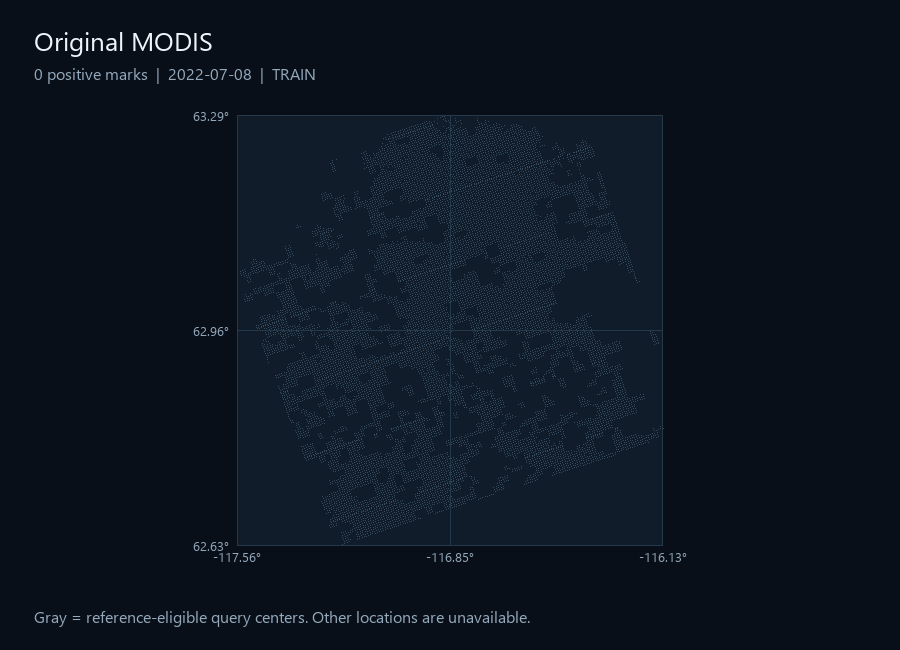 Original MODIS
0 positive marks | 2022-07-08 | TRAIN
63.29°
62.96°
62.63°
-117.56°
-116.85°
-116.13°
Gray = reference-eligible query centers. Other locations are unavailable.